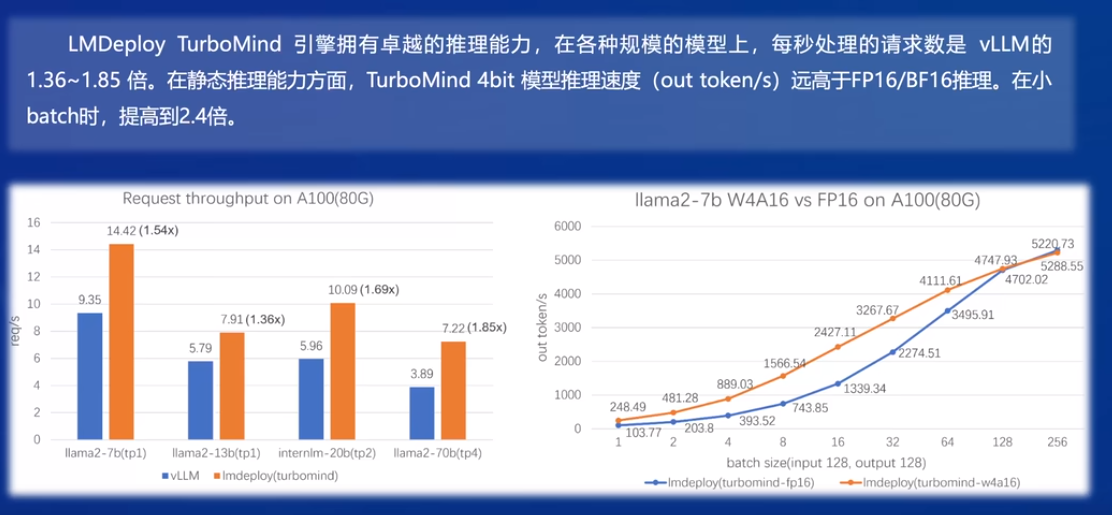 LMDeploy TurboMind 引擎拥有卓越的推理能力，在各种规模的模型上，每秒处理的请求数是 vLLM的
1.36~1.85 倍。在静态推理能力方面，TurboMind 4bit 模型推理速度（out token/s）远高于FP16/BF16推理。在小
batch时，提高到2.4倍。
Request throughput on A100(80G)
req/s
16
14
12
10
8
6
4
2
0
9.35
14.42 (1.54x)
5.79
7.91 (1.36x)
5.96
10.09 (1.69x)
3.89
7.22 (1.85x)
llama2-7b(tp1)
llama2-13b(tp1)
internlm-20b(tp2)
llama2-70b(tp4)
vLLM
lmdeploy(turbomind)
llama2-7b W4A16 vs FP16 on A100(80G)
out token/s
6000
5000
4000
3000
2000
1000
0
248.49
481.28
889.03
1566.54
2427.11
3267.67
4111.61
4747.93
5220.73
103.77
203.8
393.52
743.85
1339.34
2274.51
3495.91
4702.02
5288.55
1
2
4
8
16
32
64
128
256
batch size(input 128, output 128)
lmdeploy(turbomind-fp16)
lmdeploy(turbomind-w4a16)